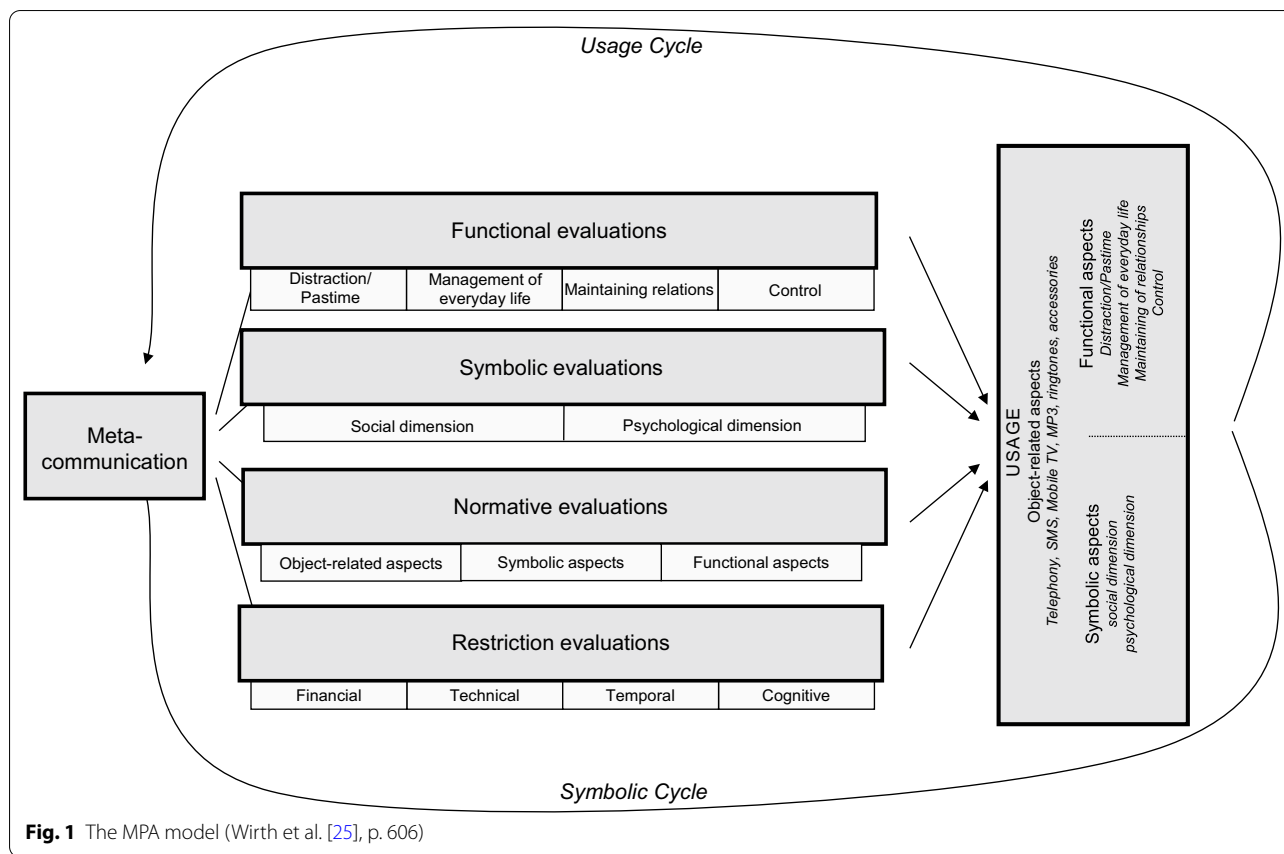 Usage Cycle
Functional evaluations
Distraction/
Pastime
Management of
everyday life
Maintaining relations
Control
Symbolic evaluations
Social dimension
Psychological dimension
Meta-
communication
Normative evaluations
Object-related aspects
Symbolic aspects
Functional aspects
Restriction evaluations
Financial
Technical
Temporal
Cognitive
USAGE
Object-related aspects
Telephony, SMS, Mobile TV, MP3, ringtones, accessories
Symbolic aspects
social dimension
psychological dimension
Functional aspects
Distraction/Pastime
Management of everyday life
Maintaining of relationships
Control
Symbolic Cycle
Fig. 1 The MPA model (Wirth et al. [25], p. 606)